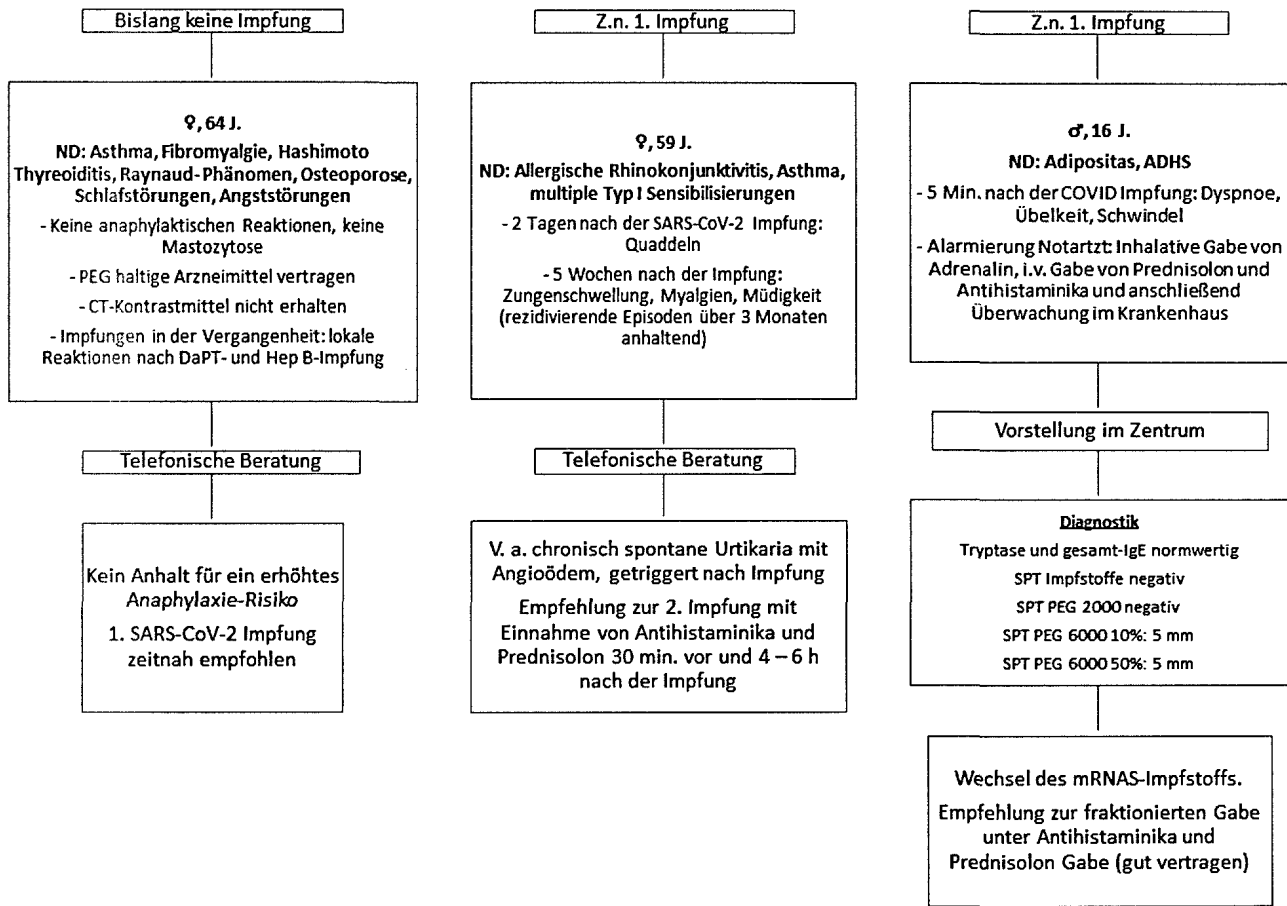 Bislang keine Impfung
♀, 64 J.
ND: Asthma, Fibromyalgie, Hashimoto
Thyreoiditis, Raynaud-Phänomen, Osteoporose,
Schlafstörungen, Angststörungen
- Keine anaphylaktischen Reaktionen, keine
Mastozytose
- PEG haltige Arzneimittel vertragen
- CT-Kontrastmittel nicht erhalten
- Impfungen in der Vergangenheit: lokale
Reaktionen nach DaPT- und Hep B-Impfung
Telefonische Beratung
Kein Anhalt für ein erhöhtes
Anaphylaxie-Risiko
1. SARS-CoV-2 Impfung
zeitnah empfohlen
Z.n. 1. Impfung
♀, 59 J.
ND: Allergische Rhinokonjunktivitis, Asthma,
multiple Typ I Sensibilisierungen
- 2 Tagen nach der SARS-CoV-2 Impfung:
Quaddeln
- 5 Wochen nach der Impfung:
Zungenschwellung, Myalgien, Müdigkeit
(rezidivierende Episoden über 3 Monaten
anhaltend)
Telefonische Beratung
V. a. chronisch spontane Urtikaria mit
Angioödem, getriggert nach Impfung
Empfehlung zur 2. Impfung mit
Einnahme von Antihistaminika und
Prednisolon 30 min. vor und 4 – 6 h
nach der Impfung
Z.n. 1. Impfung
♂, 16 J.
ND: Adipositas, ADHS
- 5 Min. nach der COVID Impfung: Dyspnoe,
Übelkeit, Schwindel
- Alarmierung Notartzt: Inhalative Gabe von
Adrenalin, i.v. Gabe von Prednisolon und
Antihistaminika und anschließend
Überwachung im Krankenhaus
Vorstellung im Zentrum
Diagnostik
Tryptase und gesamt-IgE normwertig
SPT Impfstoffe negativ
SPT PEG 2000 negativ
SPT PEG 6000 10%: 5 mm
SPT PEG 6000 50%: 5 mm
Wechsel des mRNAS-Impfstoffs.
Empfehlung zur fraktionierten Gabe
unter Antihistaminika und
Prednisolon Gabe (gut vertragen)